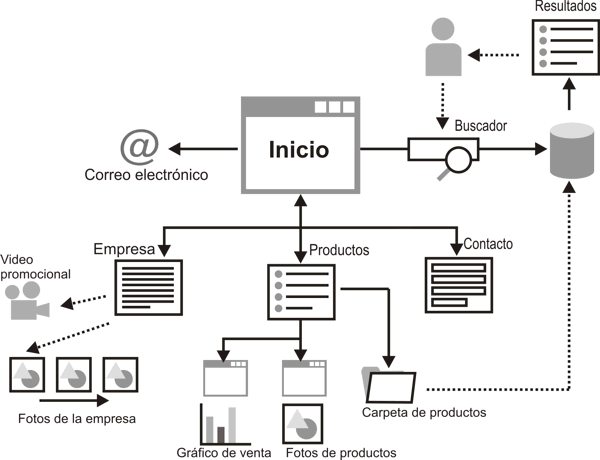 Resultados
Buscador
@
Inicio
Correo electrónico
Empresa
Productos
Contacto
Video
promocional
Fotos de la empresa
Carpeta de productos
Gráfico de venta
Fotos de productos